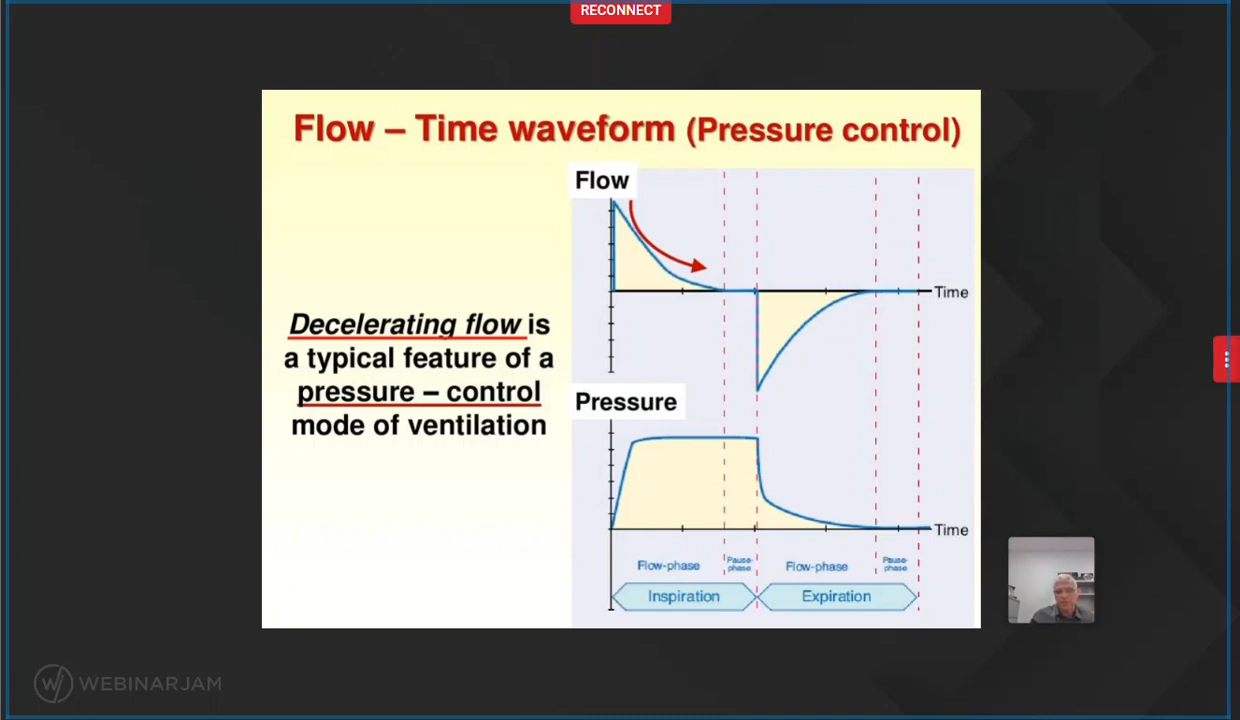 RECONNECT
Flow – Time waveform (Pressure control)
Decelerating flow is
a typical feature of a
pressure – control
mode of ventilation
Flow
Time
Pressure
Time
Flow-phase
Pause-
phase
Flow-phase
Pause-
phase
Inspiration
Expiration
WEBINARJAM